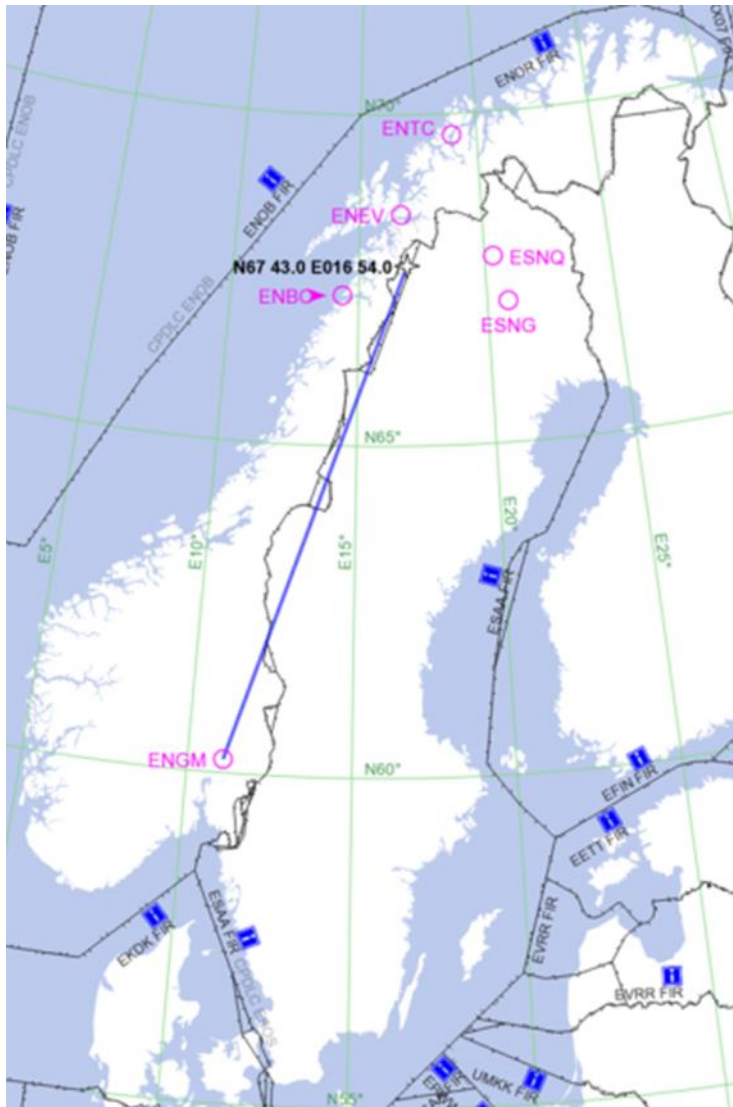 ENOR FIR
N70°
ENTC
CPDLC ENOB
ENOB FIR
ENOB FIR
ENEV
N67 43.0 E016 54.0
ESNQ
ENBO
ESNG
CPDLC ENOB
N65°
E5°
E10°
E15°
E20°
E25°
ESAA FIR
ENGM
N60°
EFIN FIR
EETT FIR
ESAA FIR
EKDK FIR
EVRR FIR
EVRR FIR
UMKK FIR
N55°